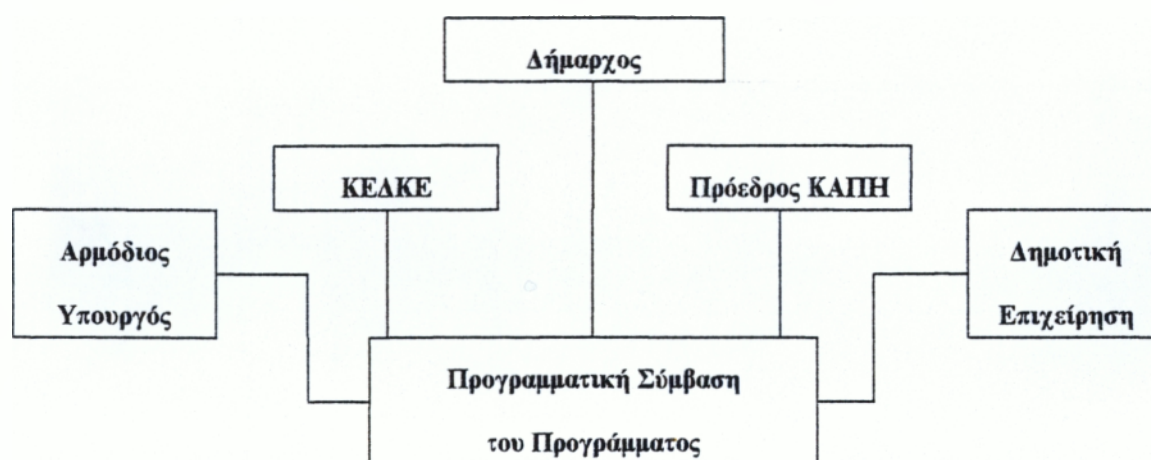 Δήμαρχος
ΚΕΔΚΕ
Πρόεδρος ΚΑΠΗ
Αρμόδιος
Υπουργός
Δημοτική
Επιχείρηση
Προγραμματική Σύμβαση
του Προγράμματος